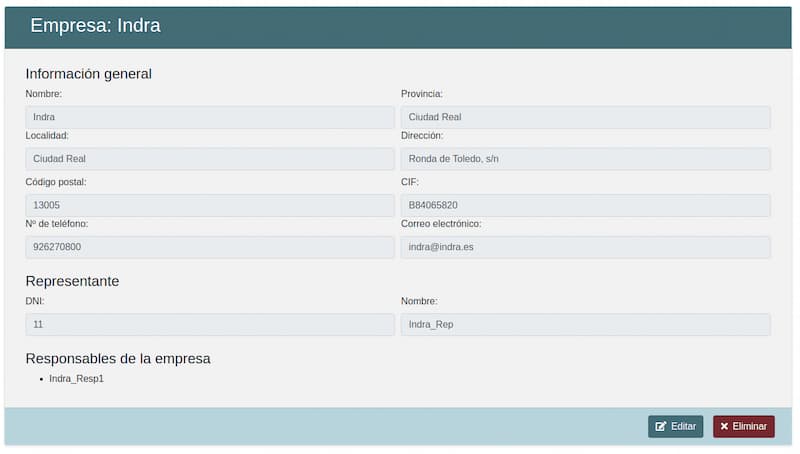 Empresa: Indra
Información general
Nombre: Provincia:
Indra Ciudad Real
Localidad: Dirección:
Ciudad Real Ronda de Toledo, s/n
Código postal: CIF:
13005 B84065820
Nº de teléfono: Correo electrónico:
926270800 indra@indra.es
Representante
DNI: Nombre:
11 Indra_Rep
Responsables de la empresa
• Indra_Resp1
Editar Eliminar